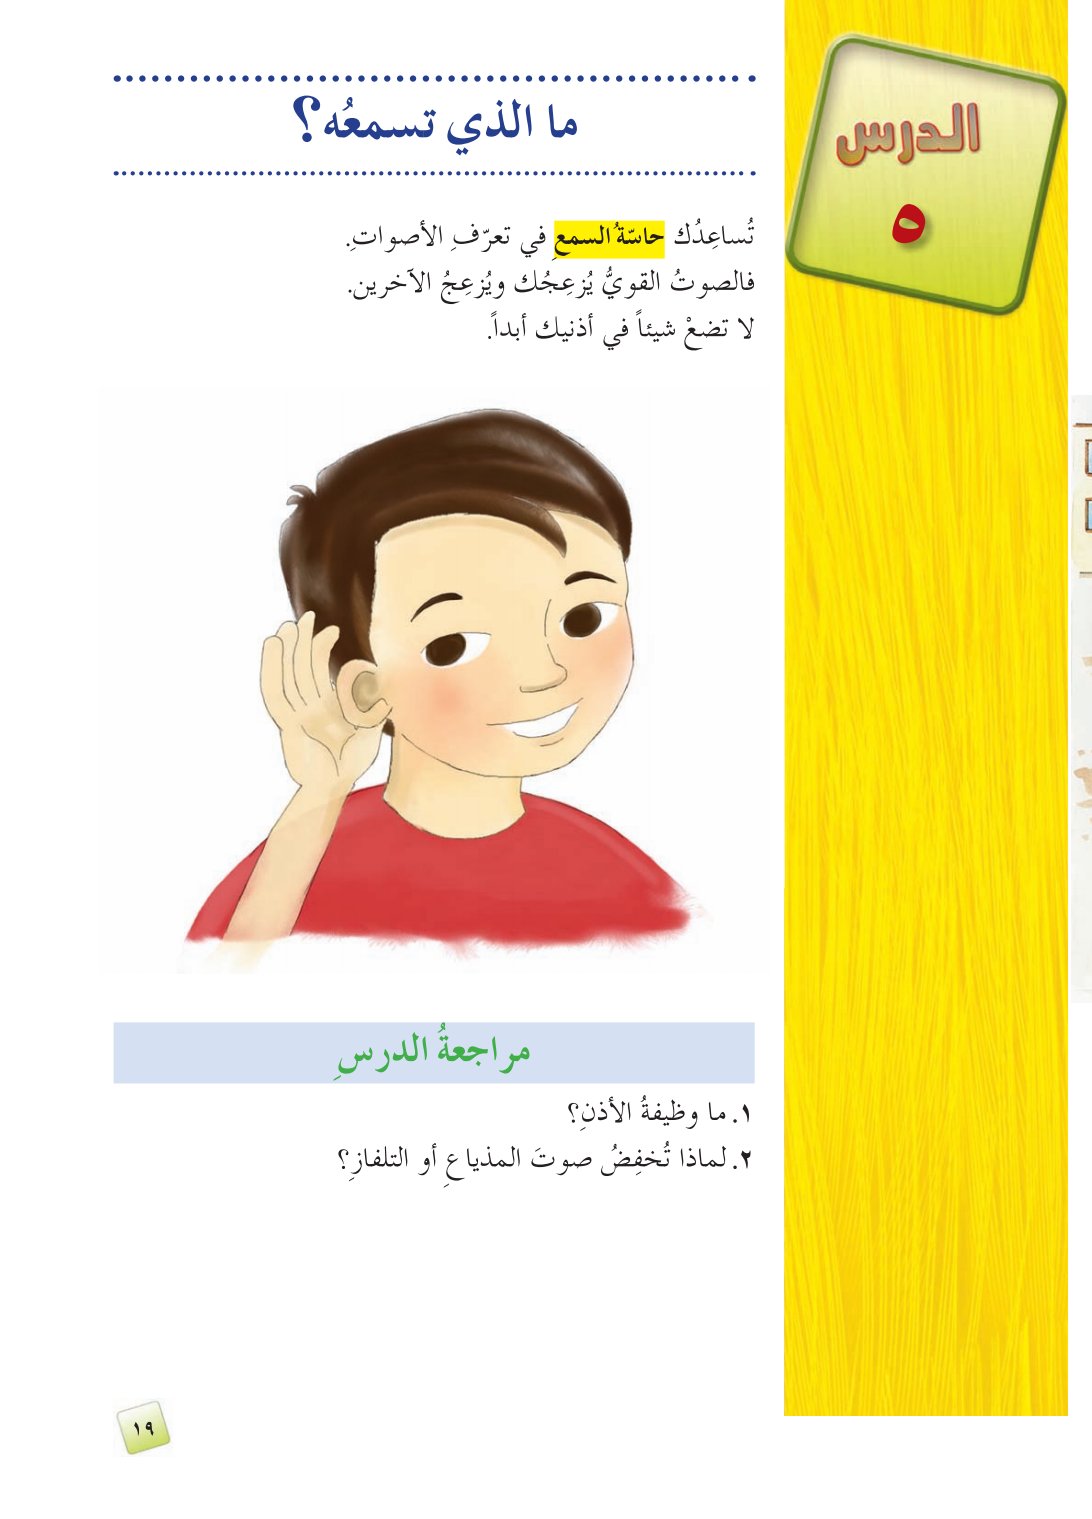 الدرس
٥
ما الذي تسمعُه؟
تُساعِدُك حاسّةُ السمعِ في تعرّفِ الأصواتِ.
فالصوتُ القويُّ يُزعِجُك ويُزعِجُ الآخرين.
لا تضعْ شيئاً في أذنيك أبداً.
مراجعةُ الدرسِ
١. ما وظيفةُ الأذنِ؟
٢. لماذا تُخفِضُ صوتَ المذياعِ أو التلفازِ؟
١٩